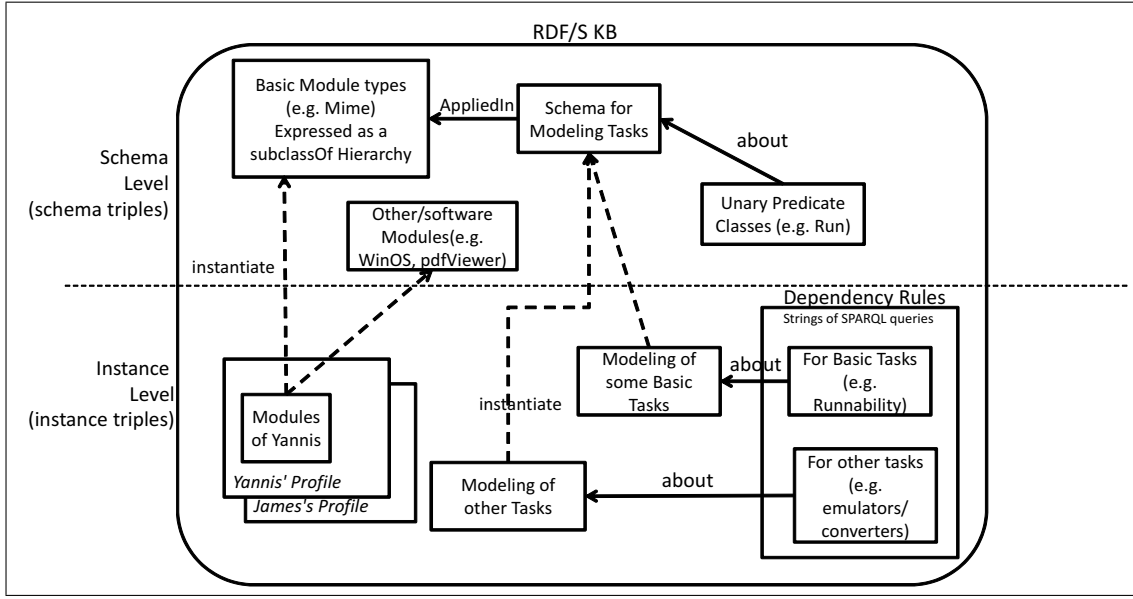 RDF/S KB
Basic Module types
(e.g. Mime)
Expressed as a
subclassOf Hierarchy
AppliedIn
Schema for
Modeling Tasks
about
Schema
Level
(schema triples)
Unary Predicate
Classes (e.g. Run)
Other/software
Modules(e.g.
WinOS, pdfViewer)
instantiate
Dependency Rules
Strings of SPARQL queries
Instance
Level
(instance triples)
Modeling of
some Basic
Tasks
about
For Basic Tasks
(e.g.
Runnability)
instantiate
Modules
of Yannis
Yannis' Profile
James's Profile
Modeling of
other Tasks
about
For other tasks
(e.g.
emulators/
converters)